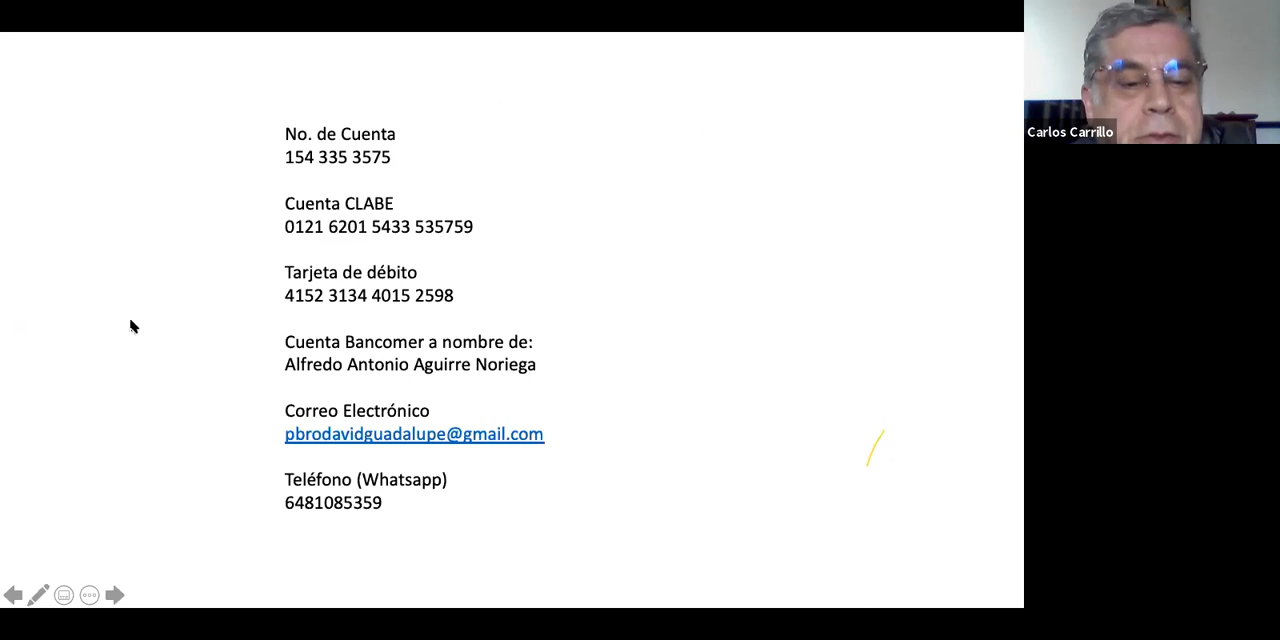 No. de Cuenta
154 335 3575
Cuenta CLABE
0121 6201 5433 535759
Tarjeta de débito
4152 3134 4015 2598
Cuenta Bancomer a nombre de:
Alfredo Antonio Aguirre Noriega
Correo Electrónico
pbrodavidguadalupe@gmail.com
Teléfono (Whatsapp)
6481085359
Carlos Carrillo